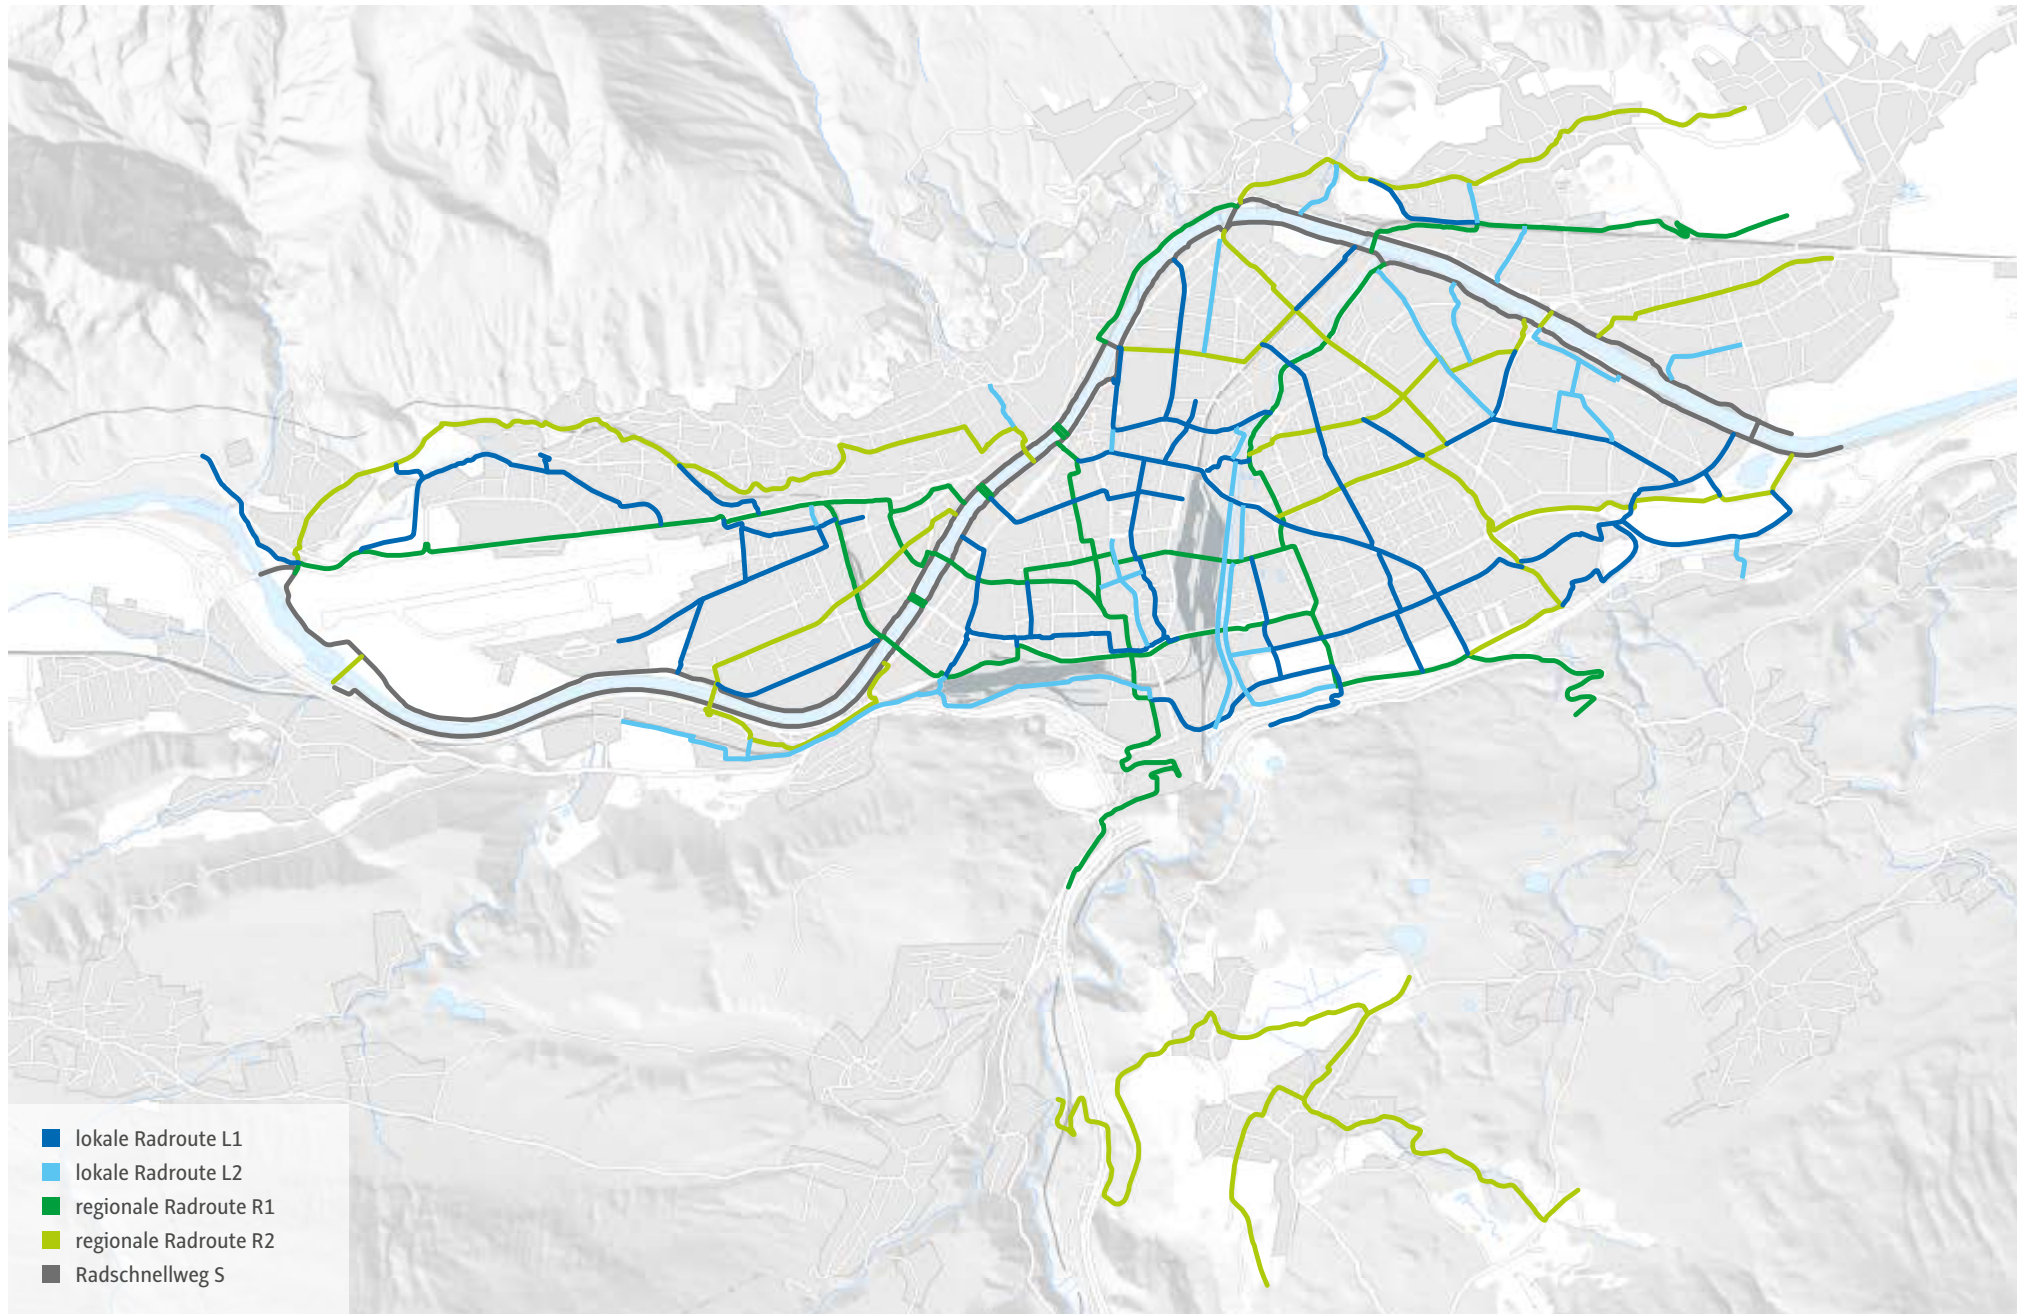 lokale Radroute L1
lokale Radroute L2
regionale Radroute R1
regionale Radroute R2
Radschnellweg S